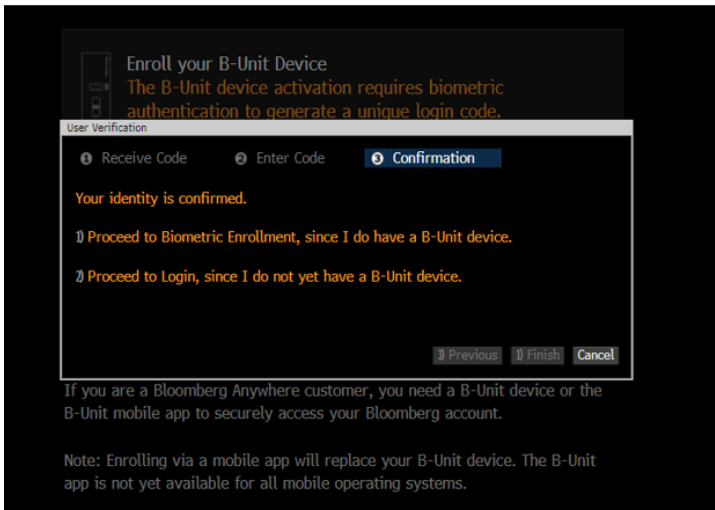 Enroll your B-Unit Device
The B-Unit device activation requires biometric
authentication to generate a unique login code.
User Verification
1 Receive Code 2 Enter Code 3 Confirmation
Your identity is confirmed.
1) Proceed to Biometric Enrollment, since I do have a B-Unit device.
2) Proceed to Login, since I do not yet have a B-Unit device.
3) Previous 1) Finish Cancel
If you are a Bloomberg Anywhere customer, you need a B-Unit device or the
B-Unit mobile app to securely access your Bloomberg account.
Note: Enrolling via a mobile app will replace your B-Unit device. The B-Unit
app is not yet available for all mobile operating systems.